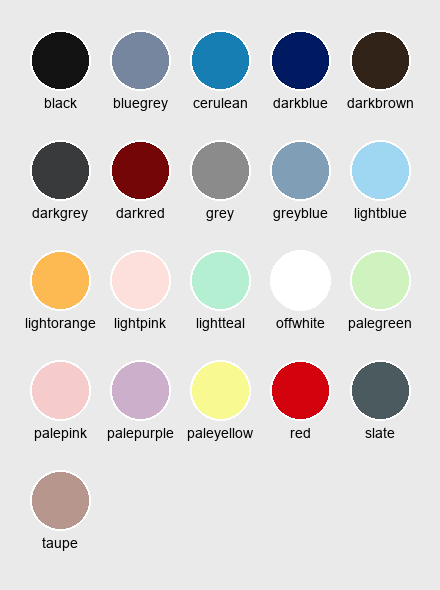 black bluegrey cerulean darkblue darkbrown
darkgrey darkred grey greyblue lightblue
lightorange lightpink lightteal offwhite palegreen
palepink palepurple paleyellow red slate
taupe